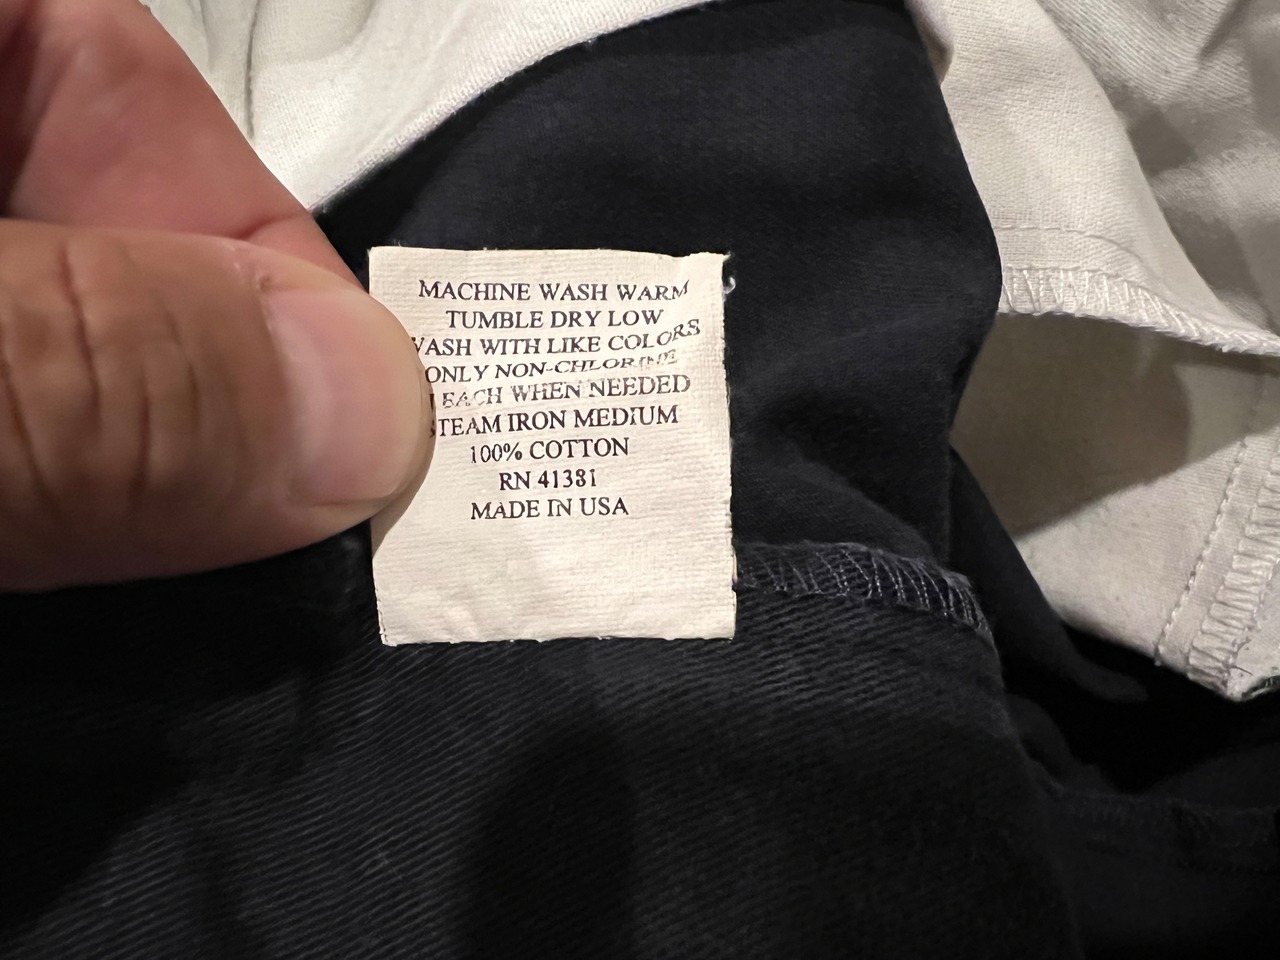 MACHINE WASH WARM
TUMBLE DRY LOW
WASH WITH LIKE COLORS
ONLY NON-CHLORINE
BLEACH WHEN NEEDED
STEAM IRON MEDIUM
100% COTTON
RN 41381
MADE IN USA